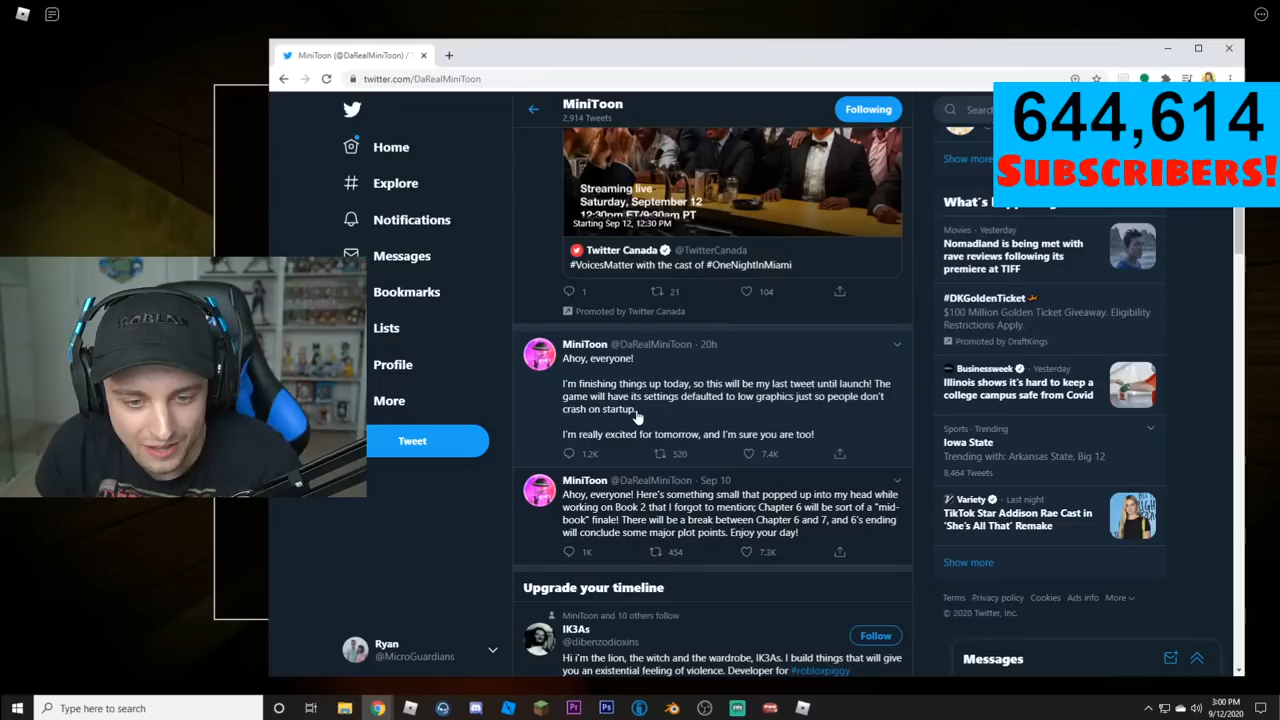 MiniToon (@DaRealMiniToon) /
twitter.com/DaRealMiniToon
644,614
SUBSCRIBERS!
Home
Explore
Notifications
Messages
Bookmarks
Lists
Profile
More
Tweet
Ryan
@MicroGuardians
MiniToon
2,914 Tweets
Following
Streaming live
Saturday, September 12
12:30pm ET/9:30am PT
Starting Sep 12, 12:30 PM
Twitter Canada @TwitterCanada
#VoicesMatter with the cast of #OneNightInMiami
1 21 104
Promoted by Twitter Canada
MiniToon @DaRealMiniToon · 20h
Ahoy, everyone!
I'm finishing things up today, so this will be my last tweet until launch! The
game will have its settings defaulted to low graphics just so people don't
crash on startup.
I'm really excited for tomorrow, and I'm sure you are too!
1.2K 520 7.4K
MiniToon @DaRealMiniToon · Sep 10
Ahoy, everyone! Here's something small that popped up into my head while
working on Book 2 that I forgot to mention; Chapter 6 will be sort of a "mid-
book" finale! There will be a break between Chapter 6 and 7, and 6's ending
will conclude some major plot points. Enjoy your day!
1K 454 7.3K
Upgrade your timeline
MiniToon and 10 others follow
IK3As
@dibenzodioxins
Follow
Hi i'm the lion, the witch and the wardrobe, IK3As. I build things that will give
you an existential feeling of violence. Developer for #robloxpiggy
Search
Show more
What's
Movies · Yesterday
Nomadland is being met with
rave reviews following its
premiere at TIFF
#DKGoldenTicket
$100 Million Golden Ticket Giveaway. Eligibility
Restrictions Apply.
Promoted by DraftKings
Businessweek · Yesterday
Illinois shows it's hard to keep a
college campus safe from Covid
Sports · Trending
Iowa State
Trending with: Arkansas State, Big 12
8,464 Tweets
Variety · Last night
TikTok Star Addison Rae Cast in
'She's All That' Remake
Show more
Terms Privacy policy Cookies Ads info More
© 2020 Twitter, Inc.
Messages
ROBLOX
Type here to search
3:00 PM
9/12/2020